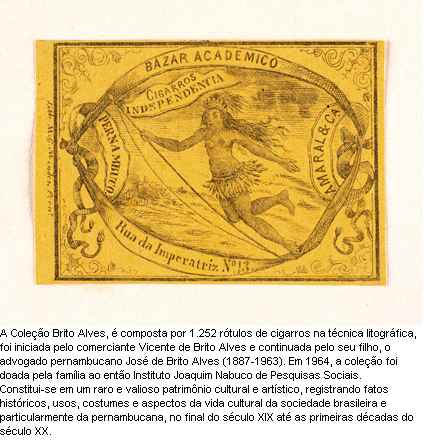 BAZAR ACADEMICO
CIGARROS
INDEPENDENCIA
PERNAMBUCO
AMARAL & CA
Rua da Imperatriz Nº 13
A Coleção Brito Alves, é composta por 1.252 rótulos de cigarros na técnica litográfica,
foi iniciada pelo comerciante Vicente de Brito Alves e continuada pelo seu filho, o
advogado pernambucano José de Brito Alves (1887-1963). Em 1964, a coleção foi
doada pela família ao então Instituto Joaquim Nabuco de Pesquisas Sociais.
Constitui-se em um raro e valioso patrimônio cultural e artístico, registrando fatos
históricos, usos, costumes e aspectos da vida cultural da sociedade brasileira e
particularmente da pernambucana, no final do século XIX até as primeiras décadas do
século XX.